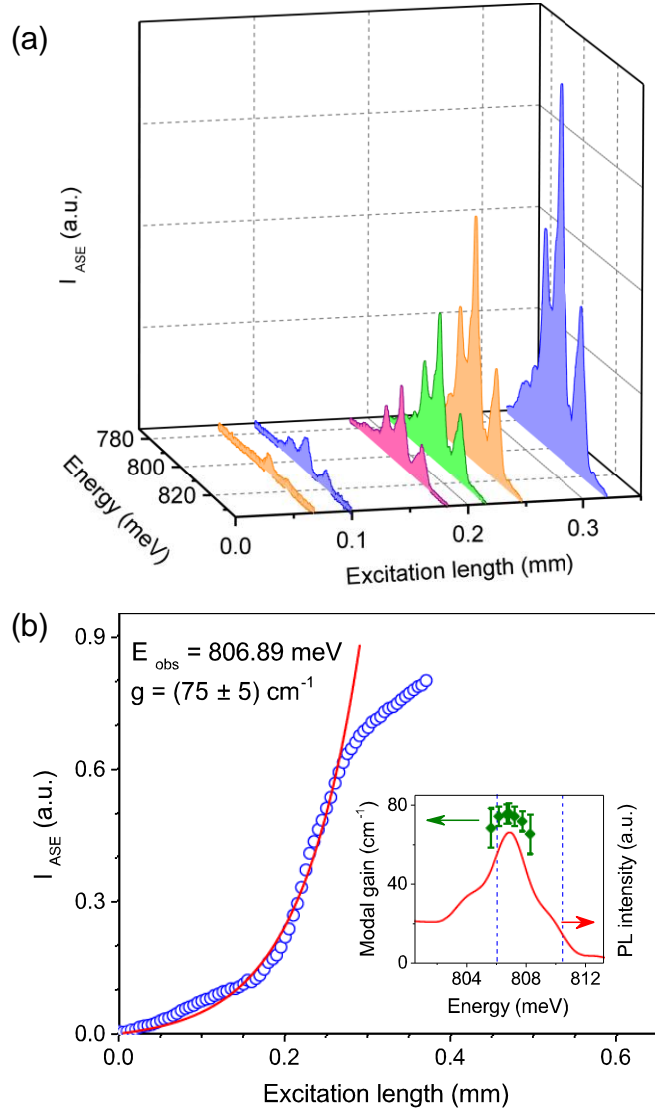 (a)
I ASE (a.u.)
780
800
820
Energy (meV)
0.0
0.1
0.2
0.3
Excitation length (mm)
(b)
0.9
0.6
0.3
0.0
I ASE (a.u.)
E obs = 806.89 meV
g = (75 ± 5) cm-1
80
40
0
Modal gain (cm-1)
PL intensity (a.u.)
804
808
812
Energy (meV)
0.0
0.2
0.4
0.6
Excitation length (mm)